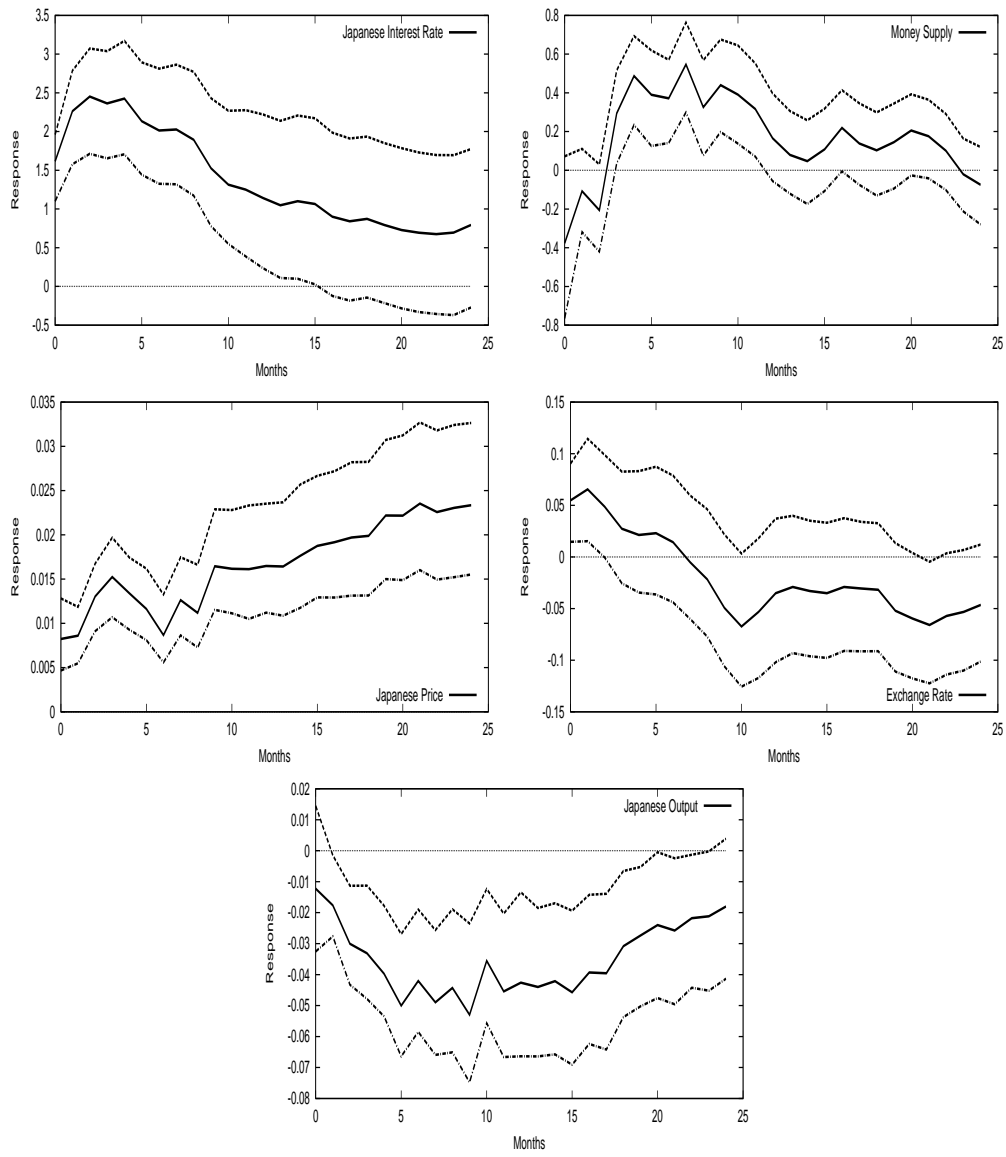 Japanese Interest Rate
Response
3.5
3
2.5
2
1.5
1
0.5
0
-0.5
0 5 10 15 20 25
Months
Money Supply
Response
0.8
0.6
0.4
0.2
0
-0.2
-0.4
-0.6
-0.8
0 5 10 15 20 25
Months
Japanese Price
Response
0.035
0.03
0.025
0.02
0.015
0.01
0.005
0
0 5 10 15 20 25
Months
Exchange Rate
Response
0.15
0.1
0.05
0
-0.05
-0.1
-0.15
0 5 10 15 20 25
Months
Japanese Output
Response
0.02
0.01
0
-0.01
-0.02
-0.03
-0.04
-0.05
-0.06
-0.07
-0.08
0 5 10 15 20 25
Months